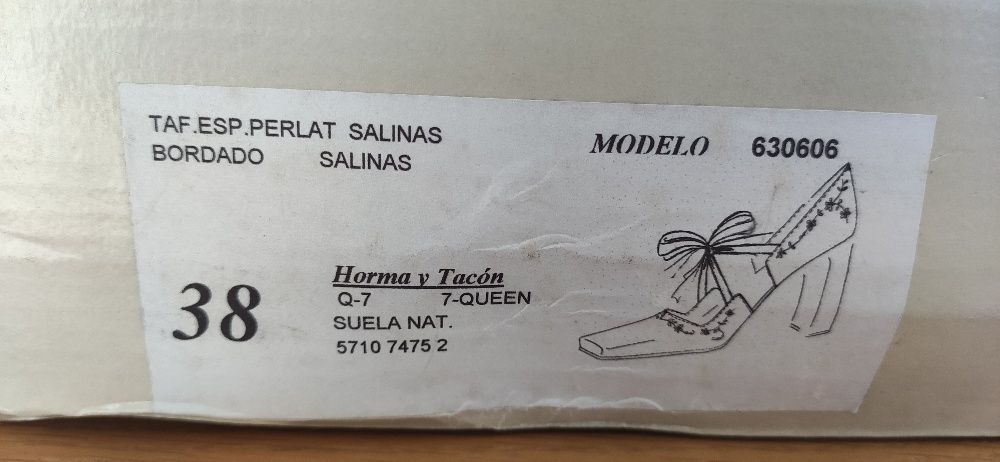 TAF.ESP.PERLAT SALINAS
BORDADO SALINAS
MODELO 630606
38
Horma y Tacón
Q-7 7-QUEEN
SUELA NAT.
5710 7475 2